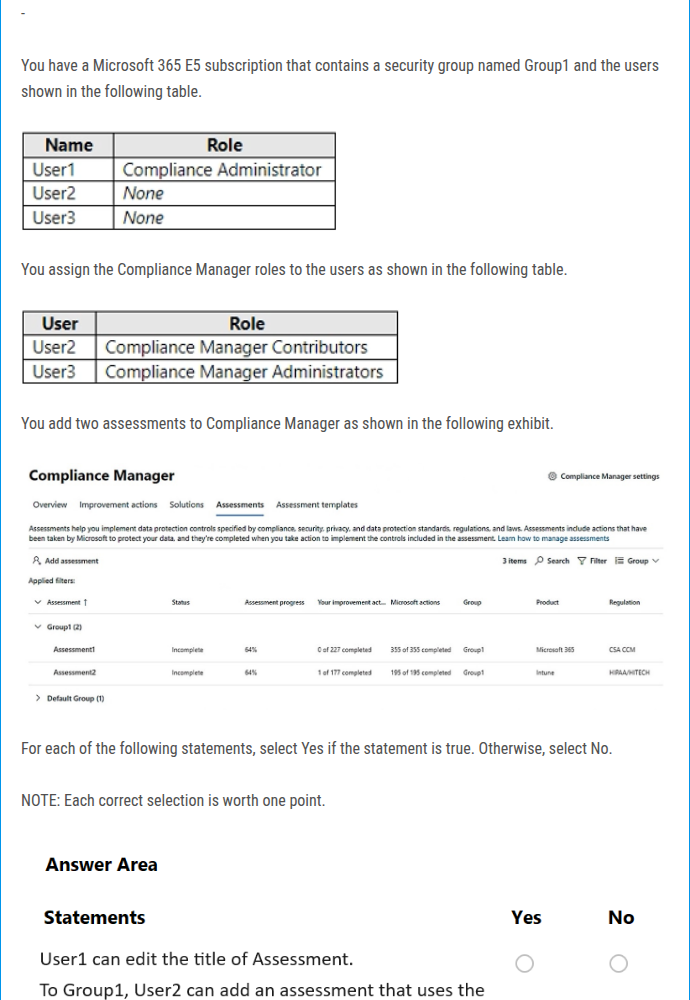 -
You have a Microsoft 365 E5 subscription that contains a security group named Group1 and the users
shown in the following table.
Name Role
User1 Compliance Administrator
User2 None
User3 None
You assign the Compliance Manager roles to the users as shown in the following table.
User Role
User2 Compliance Manager Contributors
User3 Compliance Manager Administrators
You add two assessments to Compliance Manager as shown in the following exhibit.
Compliance Manager Compliance Manager settings
Overview Improvement actions Solutions Assessments Assessment templates
Assessments help you implement data protection controls specified by compliance, security, privacy, and data protection standards, regulations, and laws. Assessments include actions that have
been taken by Microsoft to protect your data, and they're completed when you take action to implement the controls included in the assessment. Learn how to manage assessments
Add assessment 3 items Search Filter Group
Applied filters:
Assessment ↑ Status Assessment progress Your improvement act... Microsoft actions Group Product Regulation
Group1 (2)
Assessment1 Incomplete 64% 0 of 227 completed 355 of 355 completed Group1 Microsoft 365 CSA CCM
Assessment2 Incomplete 64% 1 of 177 completed 195 of 195 completed Group1 Intune HIPAA/HITECH
Default Group (1)
For each of the following statements, select Yes if the statement is true. Otherwise, select No.
NOTE: Each correct selection is worth one point.
Answer Area
Statements Yes No
User1 can edit the title of Assessment.
To Group1, User2 can add an assessment that uses the